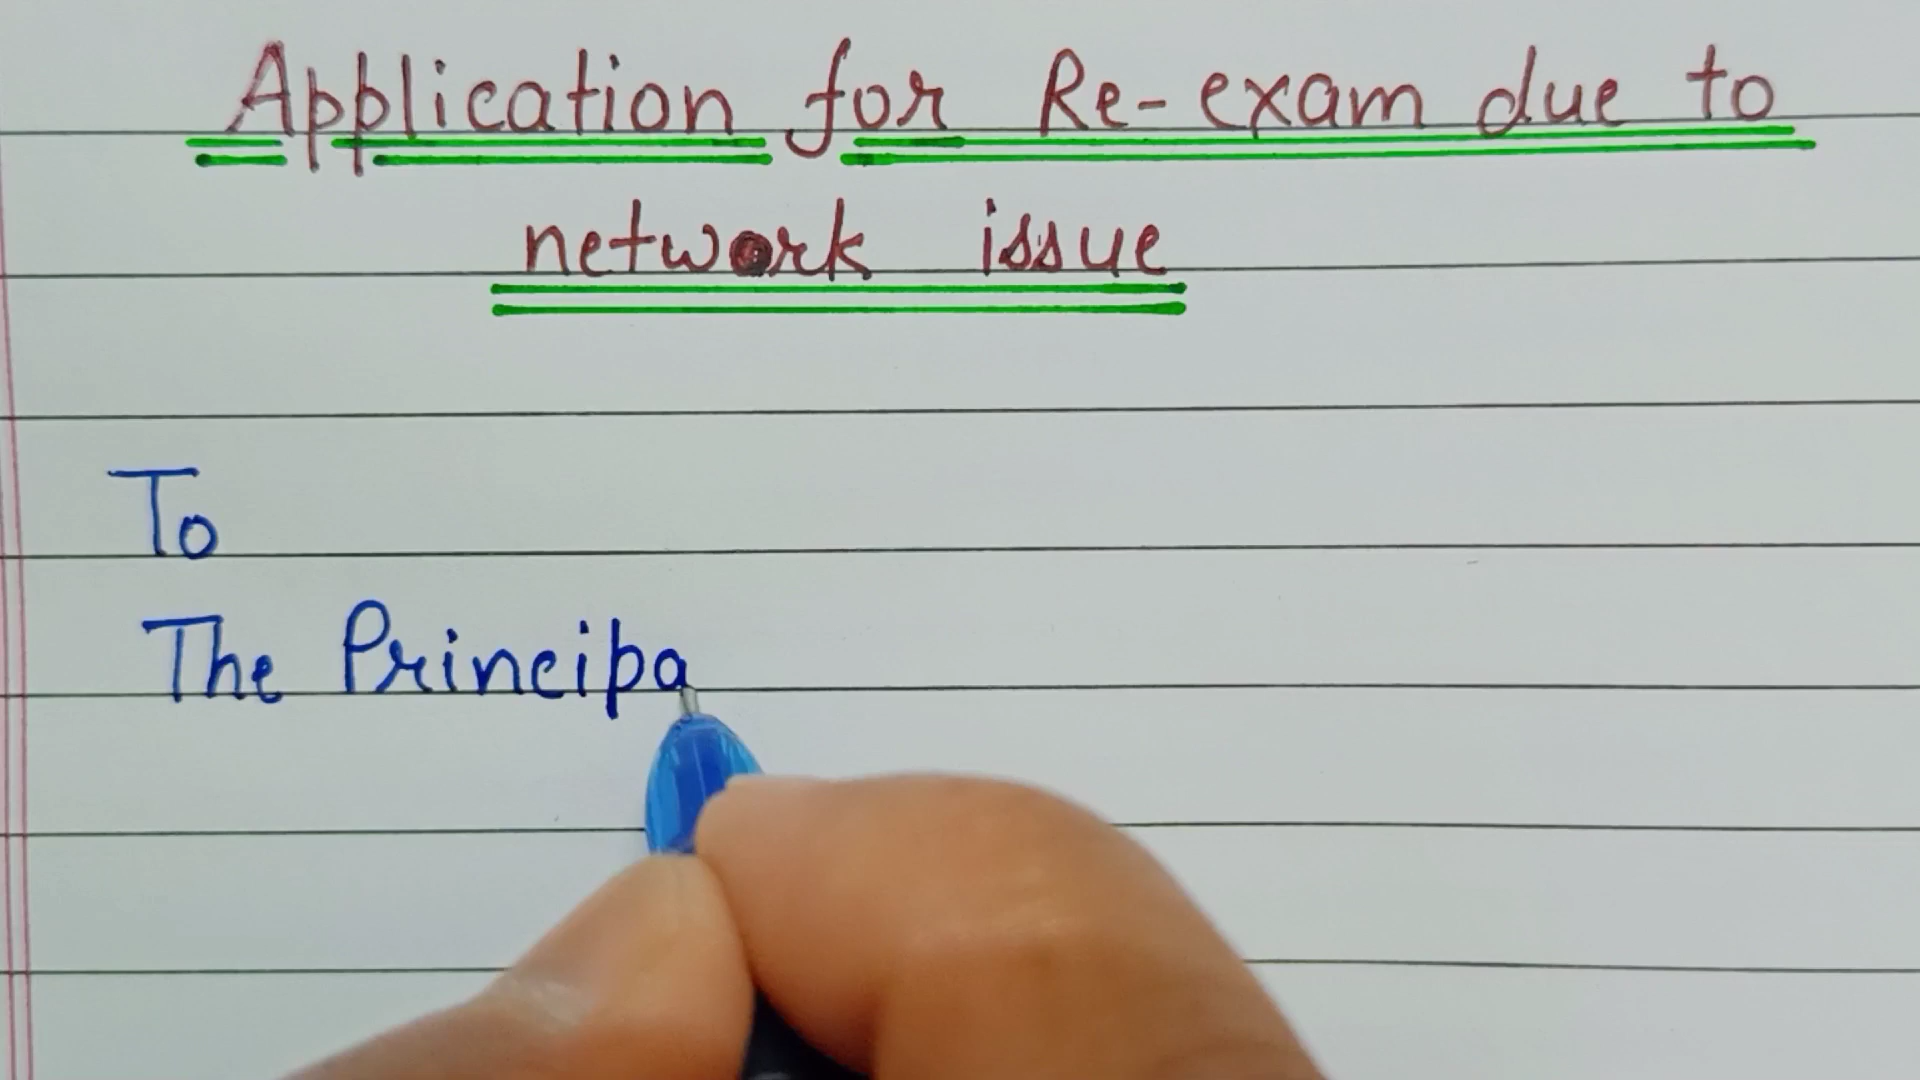 Application for Re-exam due to
network issue
To
The Principa